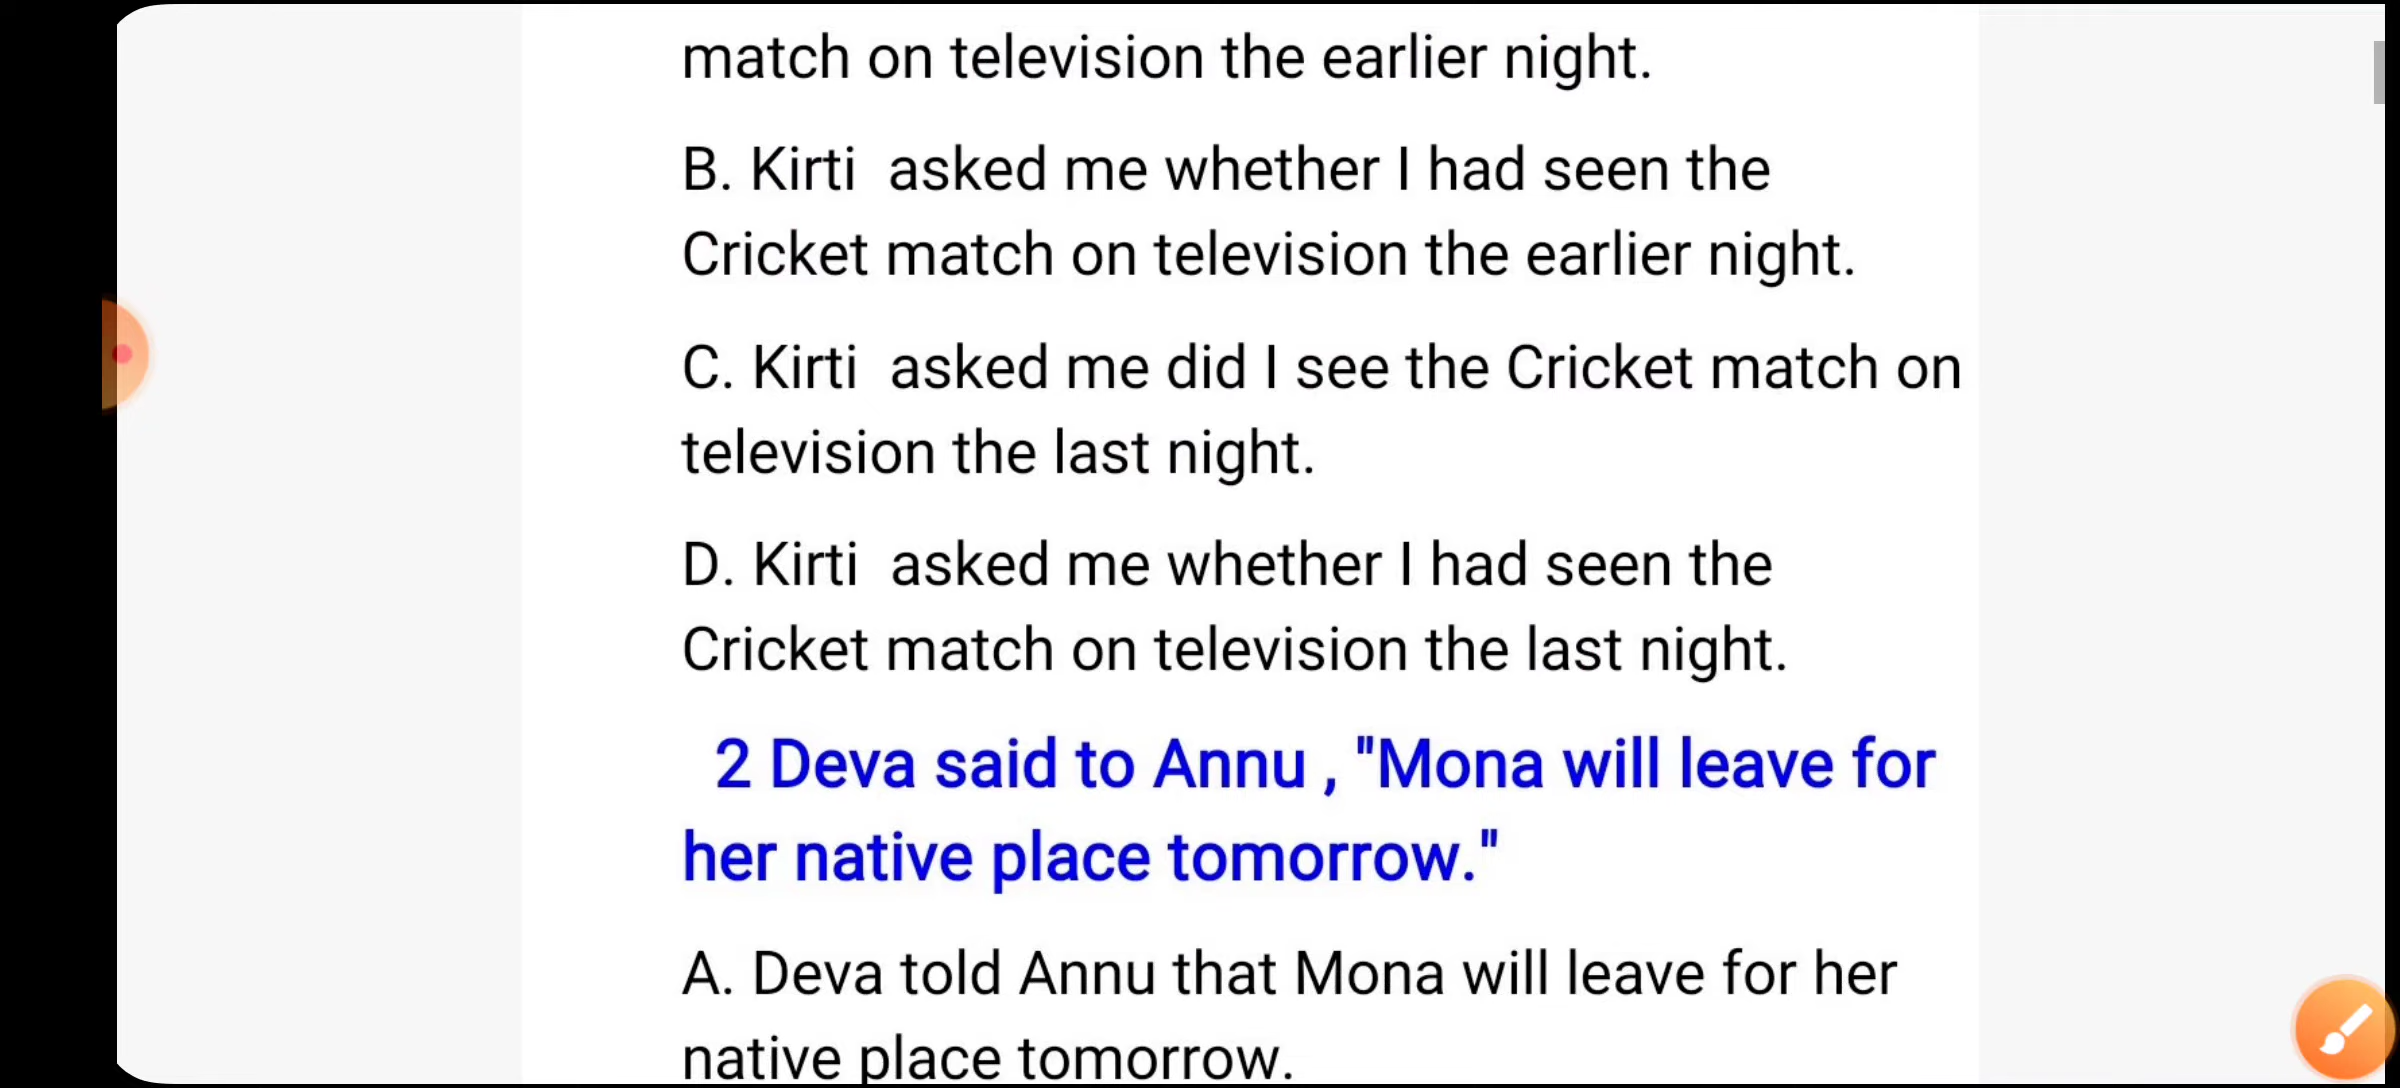 match on television the earlier night.
B. Kirti  asked me whether I had seen the
Cricket match on television the earlier night.
C. Kirti  asked me did I see the Cricket match on
television the last night.
D. Kirti  asked me whether I had seen the
Cricket match on television the last night.
2 Deva said to Annu , "Mona will leave for
her native place tomorrow."
A. Deva told Annu that Mona will leave for her
native place tomorrow.